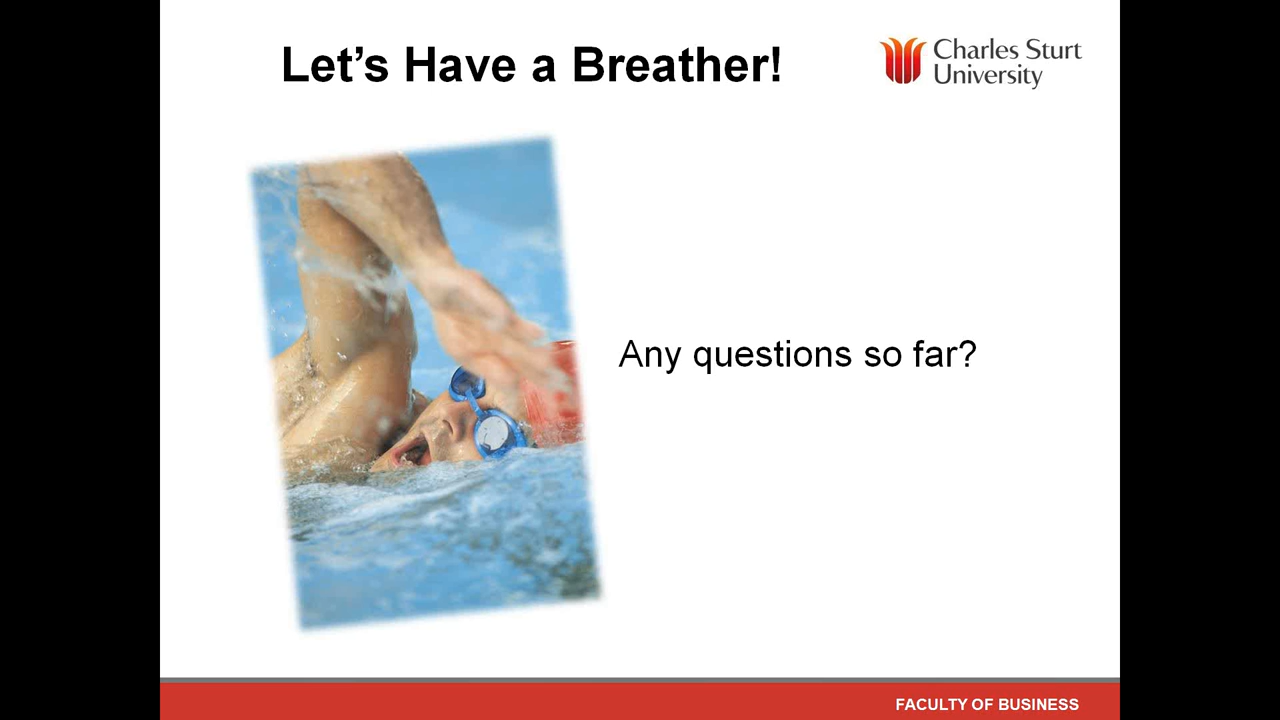 Let's Have a Breather!
Charles Sturt
University
Any questions so far?
FACULTY OF BUSINESS